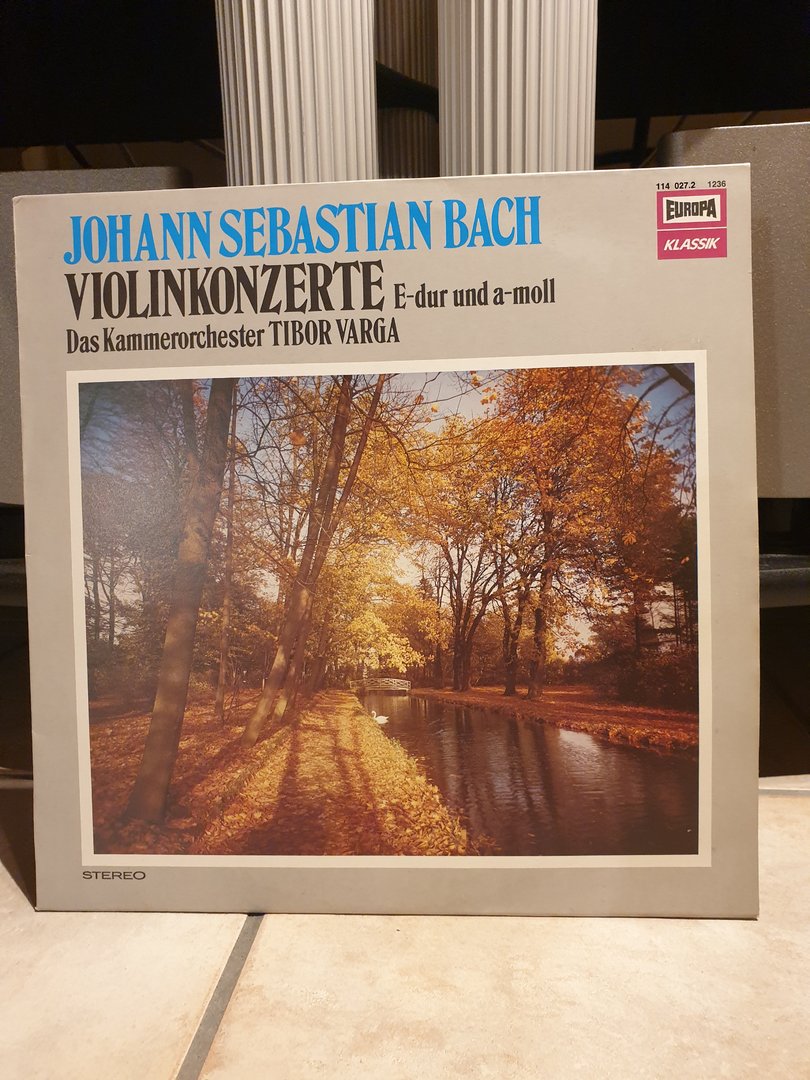 114 027.2 1236
EUROPA
KLASSIK
JOHANN SEBASTIAN BACH
VIOLINKONZERTE E-dur und a-moll
Das Kammerorchester TIBOR VARGA
STEREO